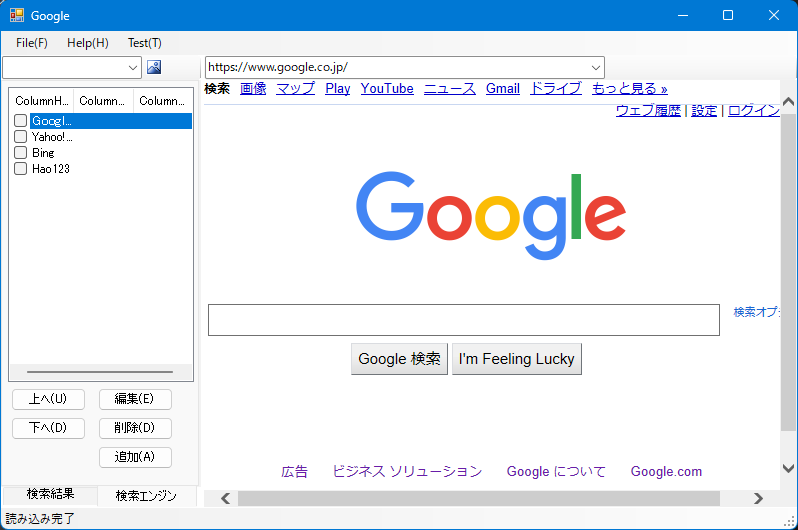 Google
File(F) Help(H) Test(T)
https://www.google.co.jp/
ColumnH... Column... Column...
Googl...
Yahoo!...
Bing
Hao123
上へ(U) 編集(E)
下へ(D) 削除(D)
追加(A)
検索結果 検索エンジン
検索 画像 マップ Play YouTube ニュース Gmail ドライブ もっと見る »
ウェブ履歴 | 設定 | ログイン
Google
検索オプ
Google 検索 I'm Feeling Lucky
広告 ビジネス ソリューション Google について Google.com
読み込み完了